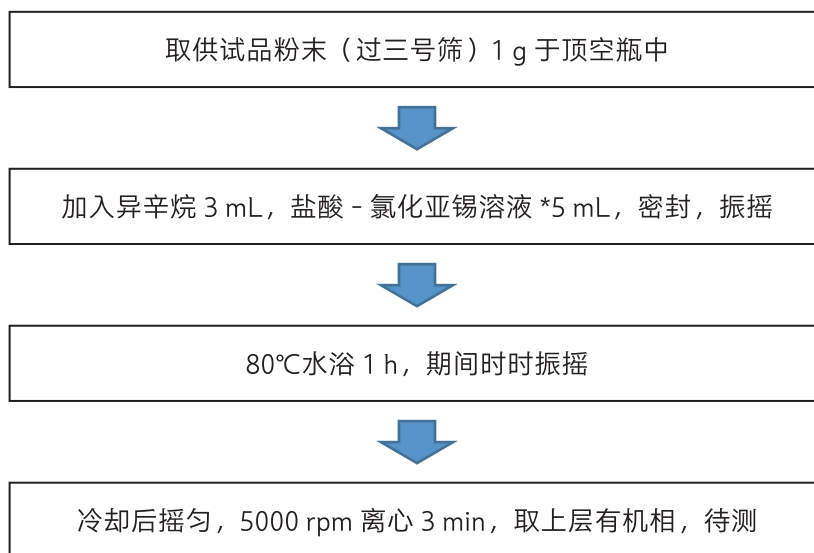 取供试品粉末（过三号筛）1 g 于顶空瓶中
加入异辛烷 3 mL，盐酸 - 氯化亚锡溶液 *5 mL，密封，振摇
80℃水浴 1 h，期间时时振摇
冷却后摇匀，5000 rpm 离心 3 min，取上层有机相，待测